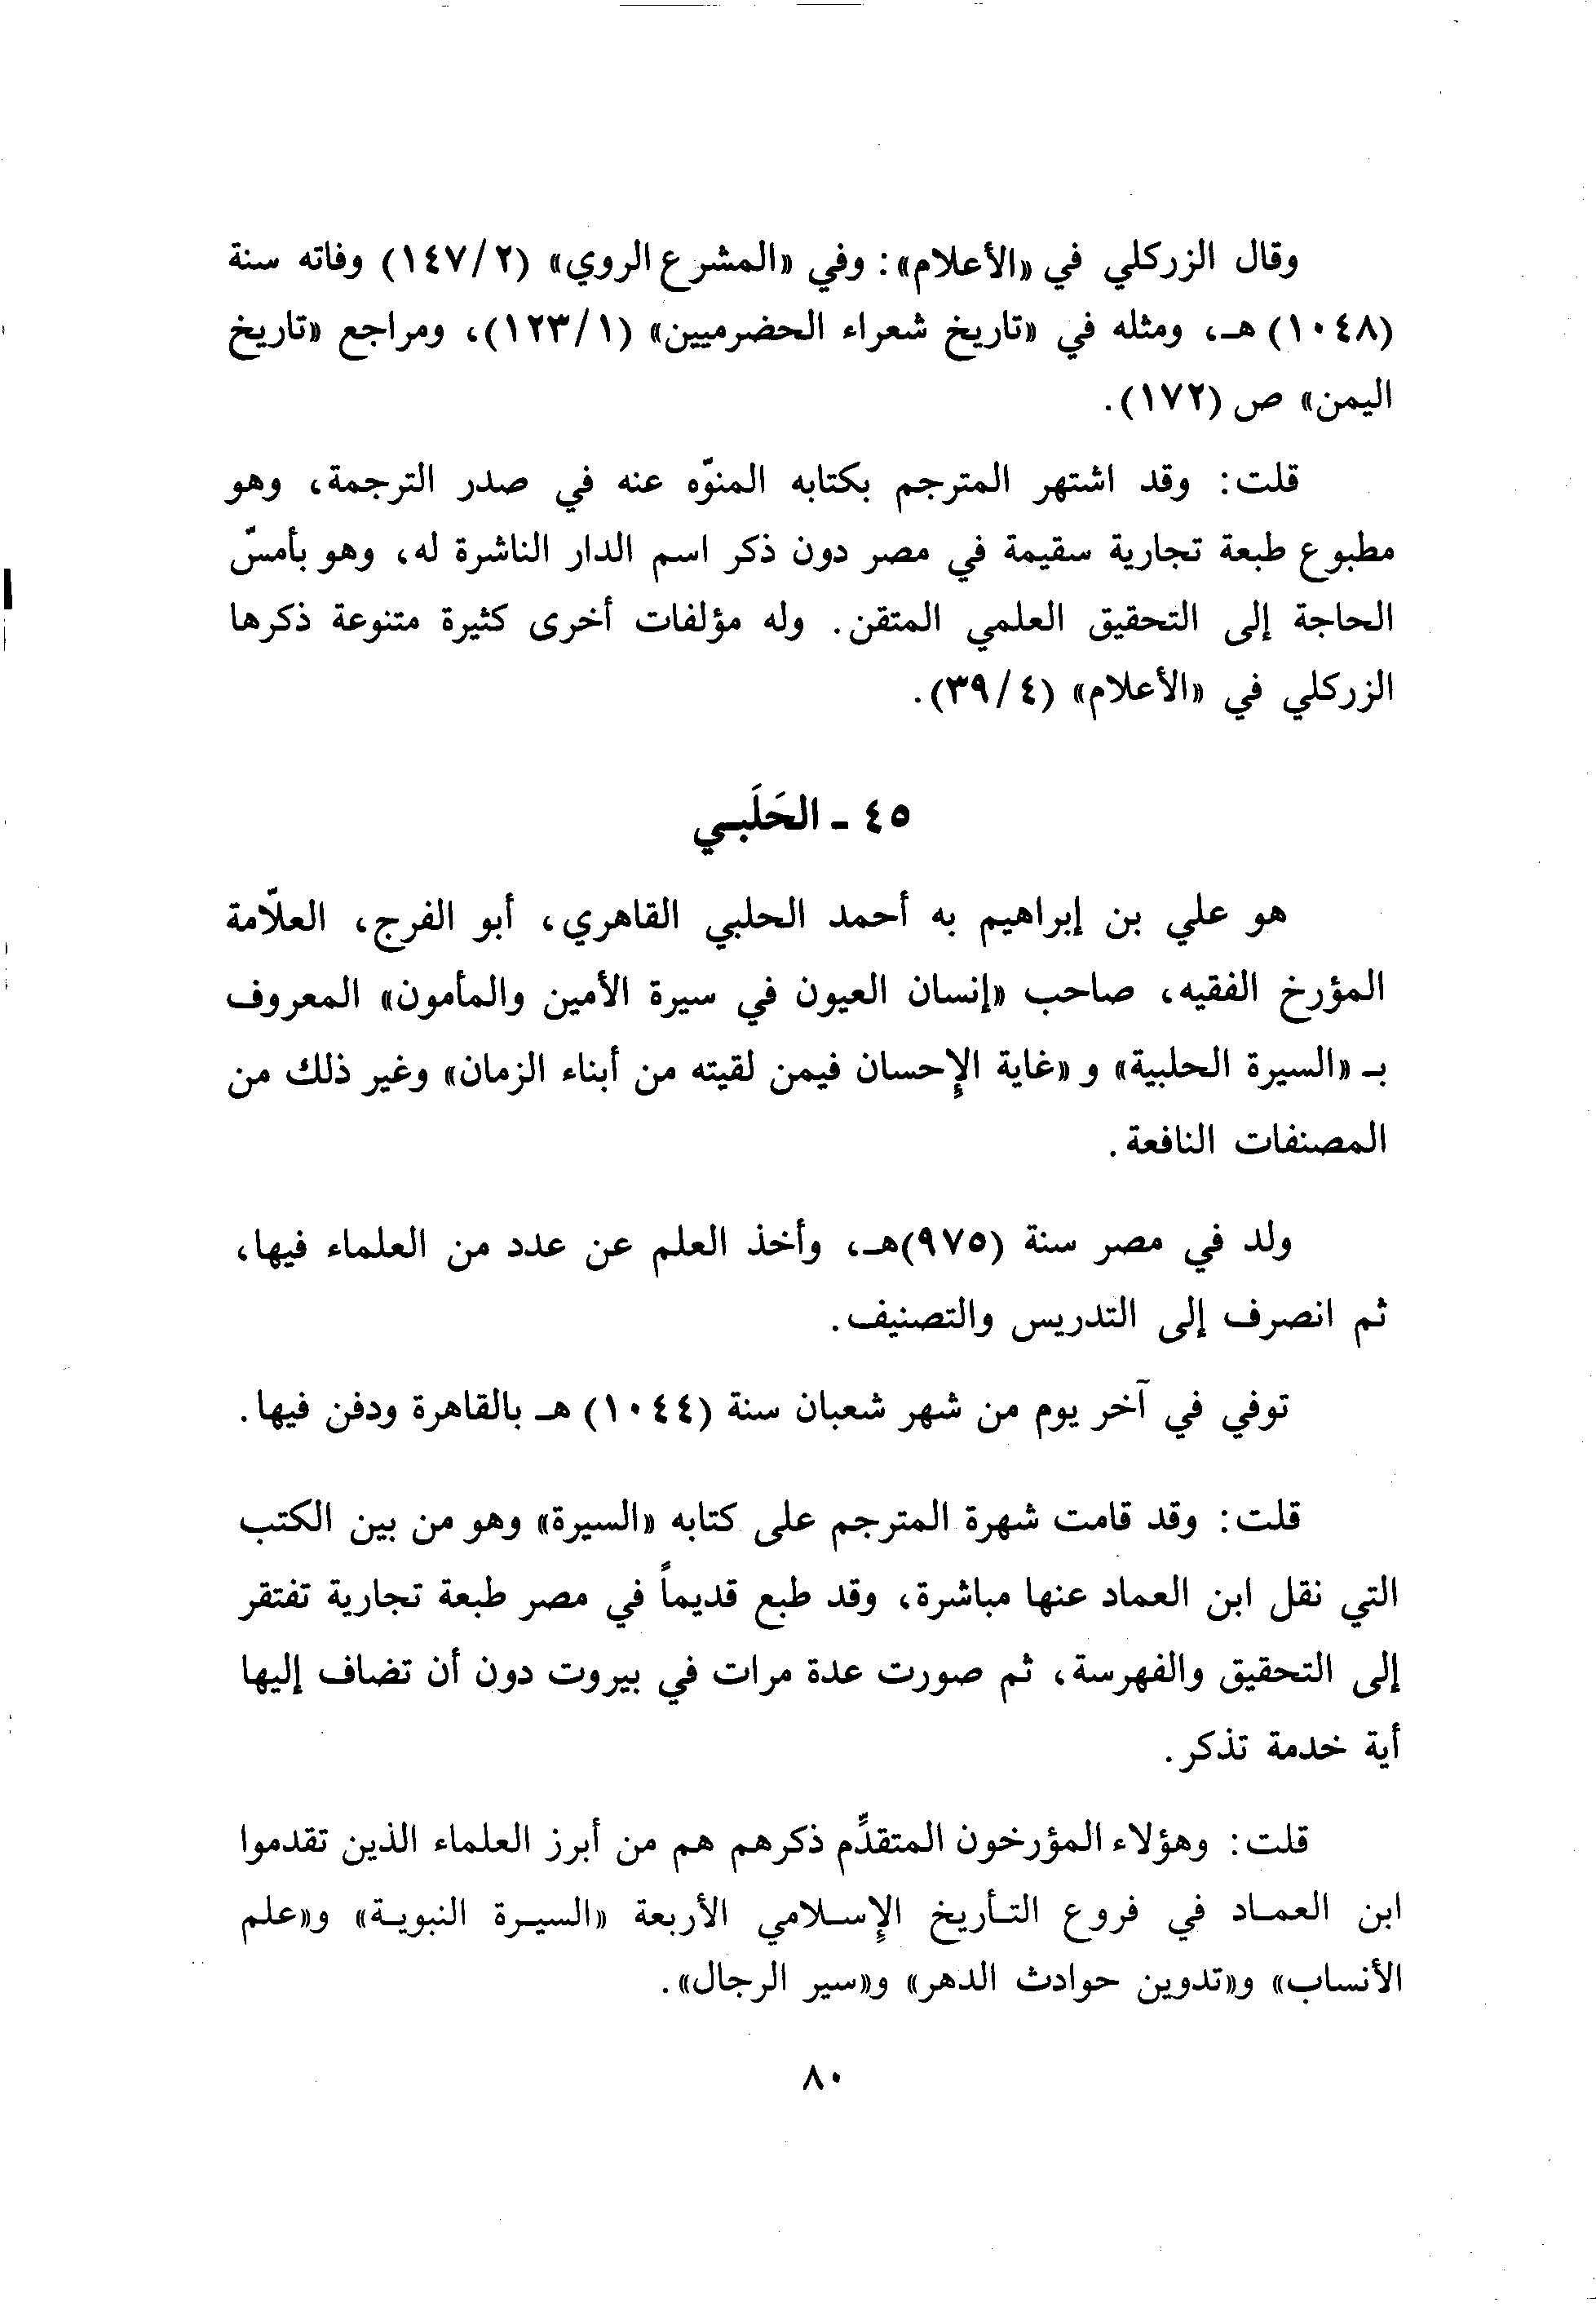 وقال الزركلي في «الأعلام»: وفي «المشرع الروي» (١٤٧/٢) وفاته سنة
(١٠٤٨) هـ، ومثله في «تاريخ شعراء الحضرميين» (١٢٣/١)، ومراجع «تاريخ
اليمن» ص (١٧٢).
قلت: وقد اشتهر المترجم بكتابه المنوّه عنه في صدر الترجمة، وهو
مطبوع طبعة تجارية سقيمة في مصر دون ذكر اسم الدار الناشرة له، وهو بأمسّ
الحاجة إلى التحقيق العلمي المتقن. وله مؤلفات أخرى كثيرة متنوعة ذكرها
الزركلي في «الأعلام» (٣٩/٤).
٤٥ - الحَلَبـي
هو علي بن إبراهيم به أحمد الحلبي القاهري، أبو الفرج، العلاّمة
المؤرخ الفقيه، صاحب «إنسان العيون في سيرة الأمين والمأمون» المعروف
بـ «السيرة الحلبية» و «غاية الإحسان فيمن لقيته من أبناء الزمان» وغير ذلك من
المصنفات النافعة.
ولد في مصر سنة (٩٧٥)هـ، وأخذ العلم عن عدد من العلماء فيها،
ثم انصرف إلى التدريس والتصنيف.
توفي في آخر يوم من شهر شعبان سنة (١٠٤٤) هـ بالقاهرة ودفن فيها.
قلت: وقد قامت شهرة المترجم على كتابه «السيرة» وهو من بين الكتب
التي نقل ابن العماد عنها مباشرة، وقد طبع قديماً في مصر طبعة تجارية تفتقر
إلى التحقيق والفهرسة، ثم صورت عدة مرات في بيروت دون أن تضاف إليها
أية خدمة تذكر.
قلت: وهؤلاء المؤرخون المتقدِّم ذكرهم هم من أبرز العلماء الذين تقدموا
ابن العمـاد في فروع التـأريخ الإسـلامي الأربعة «السيـرة النبويـة» و«علم
الأنساب» و«تدوين حوادث الدهر» و«سير الرجال».
٨٠